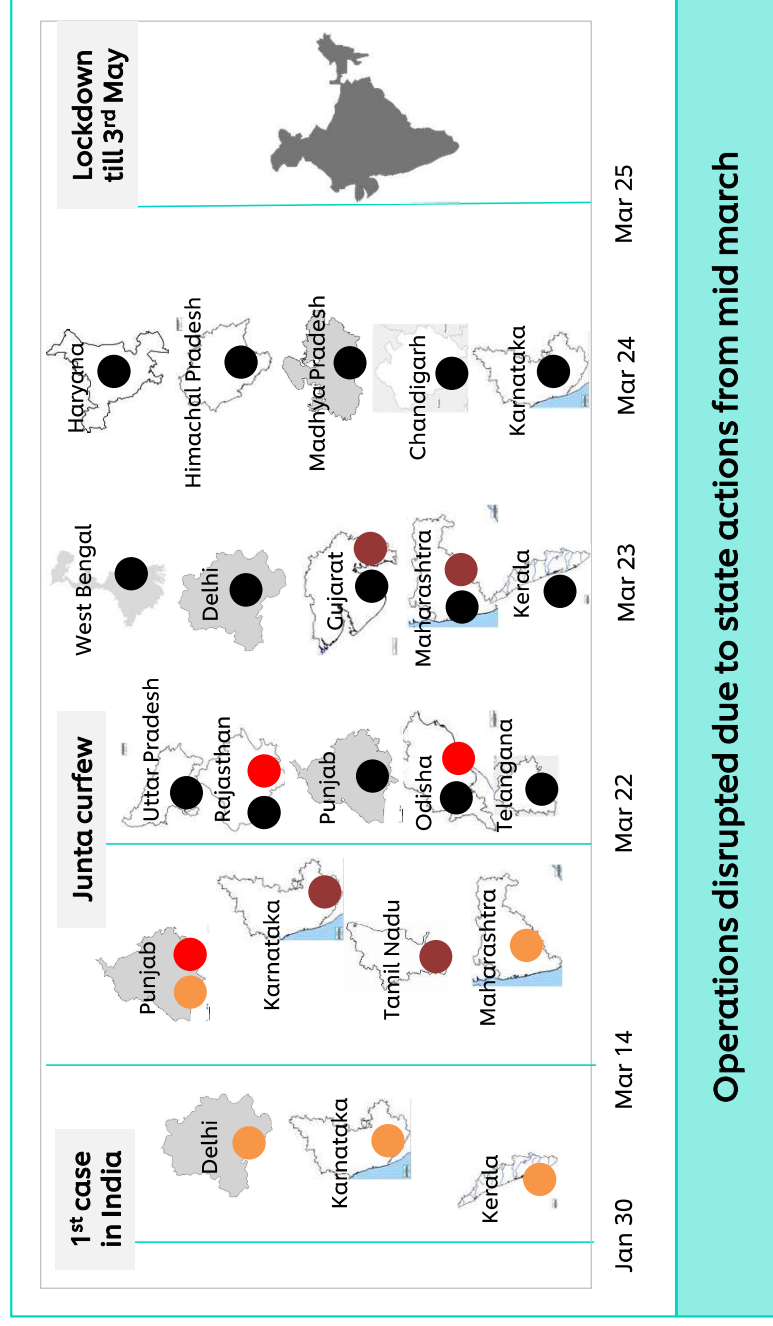 1st case
in India
Junta curfew
Lockdown
till 3rd May
Delhi
Karnataka
Kerala
Punjab
Karnataka
Tamil Nadu
Maharashtra
Uttar Pradesh
Rajasthan
Punjab
Odisha
Telangana
West Bengal
Delhi
Gujarat
Maharashtra
Kerala
Haryana
Himachal Pradesh
Madhya Pradesh
Chandigarh
Karnataka
Jan 30
Mar 14
Mar 22
Mar 23
Mar 24
Mar 25
Operations disrupted due to state actions from mid march